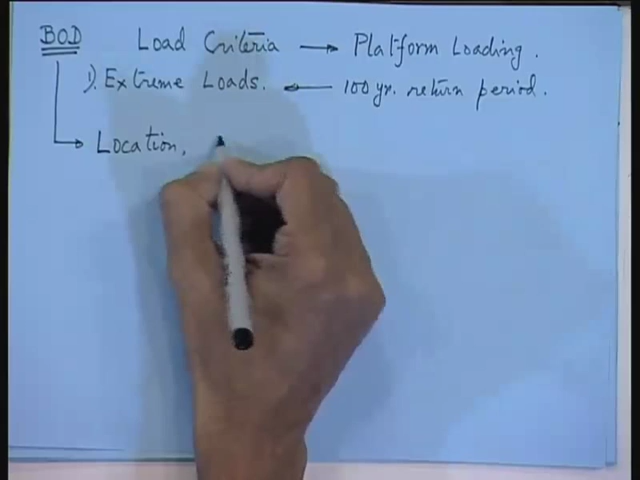 BOD Load Criteria → Platform Loading.
1). Extreme Loads. ← 100 yr. return period.
→ Location,